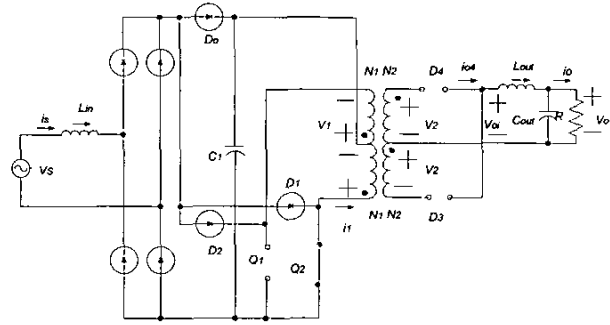 Do
N1 N2 D4 io4 Lout io
is Lin
V1 V2 Voi Cout R Vo
Vs
C1
D1 V2
D2 i1 N1 N2 D3
Q1 Q2